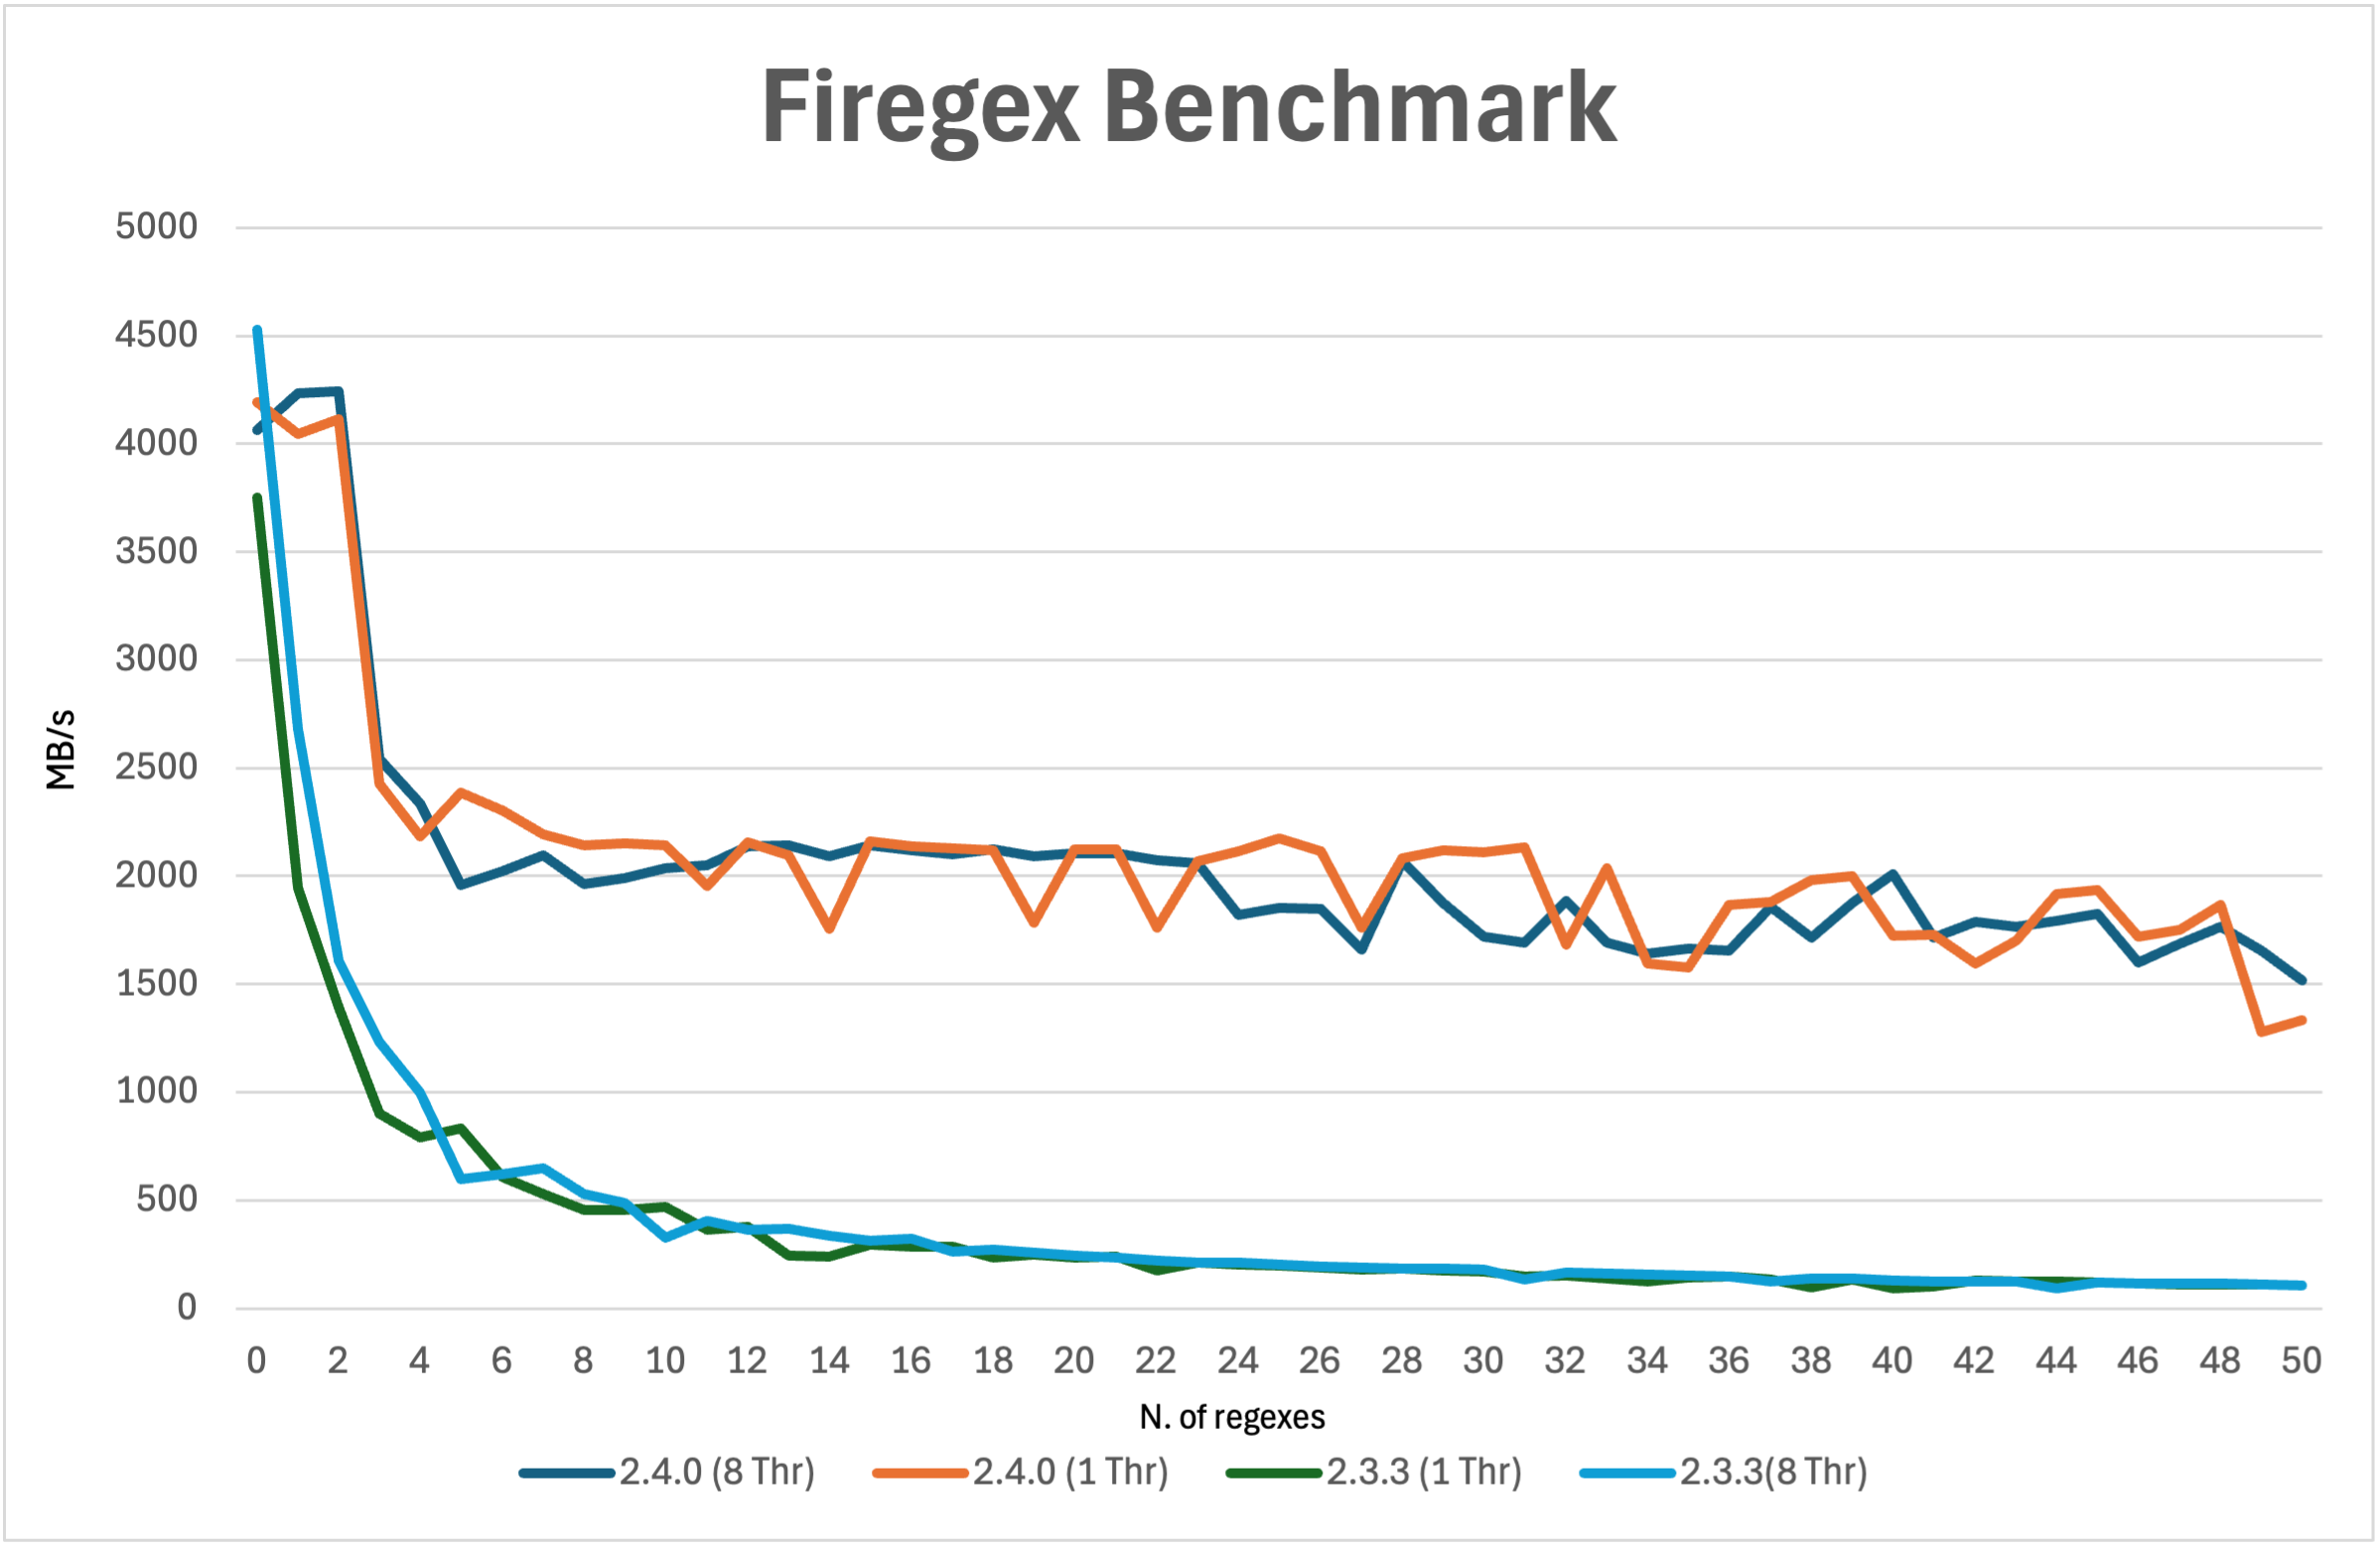 Firegex Benchmark
5000
4500
4000
3500
3000
2500
2000
1500
1000
500
0
MB/s
0 2 4 6 8 10 12 14 16 18 20 22 24 26 28 30 32 34 36 38 40 42 44 46 48 50
N. of regexes
2.4.0 (8 Thr) 2.4.0 (1 Thr) 2.3.3 (1 Thr) 2.3.3(8 Thr)